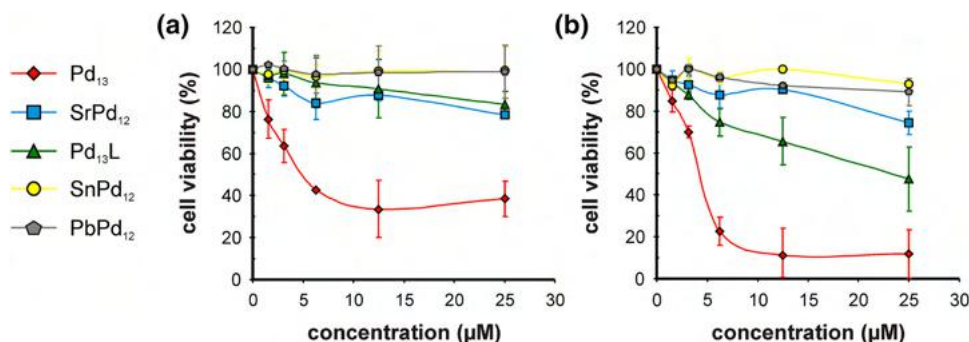 Pd₁₃
SrPd₁₂
Pd₁₃L
SnPd₁₂
PbPd₁₂
(a)
120
100
80
60
40
20
0
cell viability (%)
0 5 10 15 20 25 30
concentration (µM)
(b)
120
100
80
60
40
20
0
cell viability (%)
0 5 10 15 20 25 30
concentration (µM)